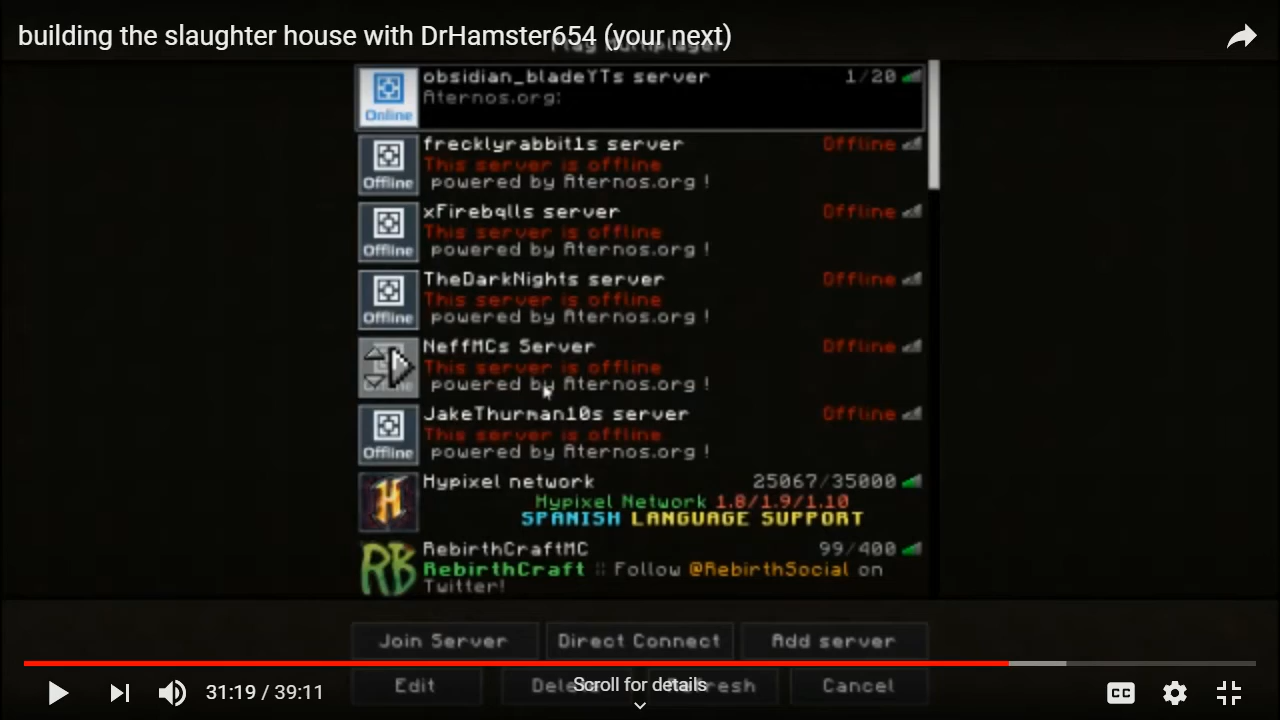 building the slaughter house with DrHamster654 (your next)
obsidian_bladeYTs server 1/20
Aternos.org:
Online
frecklyrabbit1s server Offline
This server is offline
powered by Aternos.org !
Offline
xFireballs server Offline
This server is offline
powered by Aternos.org !
Offline
TheDarkNights server Offline
This server is offline
powered by Aternos.org !
Offline
NeffMCs Server Offline
This server is offline
powered by Aternos.org !
JakeThurman10s server Offline
This server is offline
powered by Aternos.org !
Offline
Hypixel network 25067/35000
Hypixel Network 1.8/1.9/1.10
SPANISH LANGUAGE SUPPORT
RebirthCraftMC 99/400
RB RebirthCraft :: Follow @RebirthSocial on
Twitter!
Join Server Direct Connect Add server
31:19 / 39:11 Edit Scroll for details Cancel CC